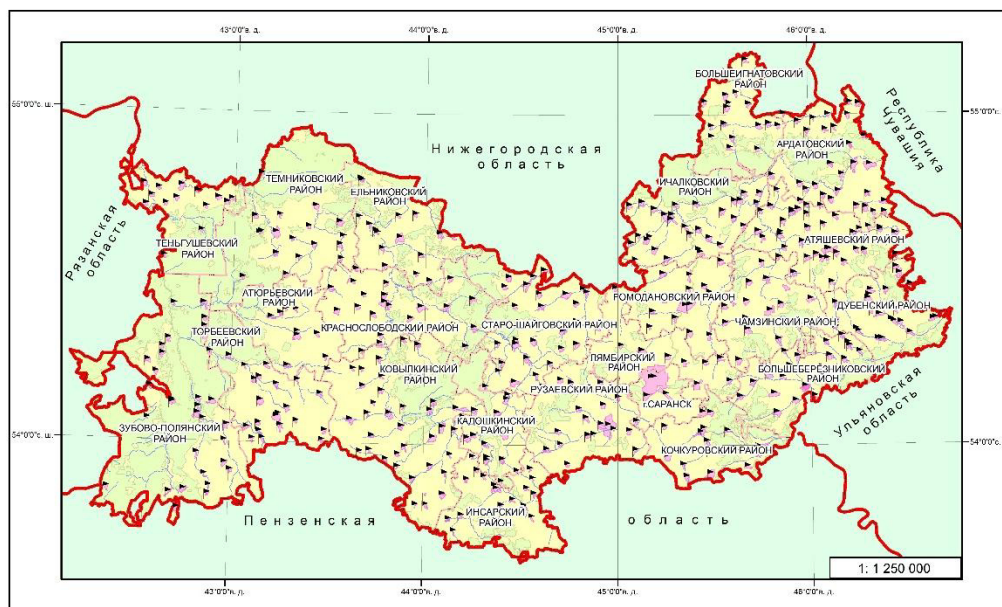 43°0'0"в. д.
44°0'0"в. д.
45°0'0"в. д.
46°0'0"в. д.
БОЛЬШЕИГНАТОВСКИЙ
РАЙОН
55°0'0"с. ш.
55°0'0"с.
Республика
Чувашия
Нижегородская
область
АРДАТОВСКИЙ
РАЙОН
ТЕМНИКОВСКИЙ
РАЙОН
ЕЛЬНИКОВСКИЙ
РАЙОН
ИЧАЛКОВСКИЙ
РАЙОН
Рязанская
область
ТЕНЬГУШЕВСКИЙ
РАЙОН
АТЯШЕВСКИЙ РАЙОН
АТЮРЬЕВСКИЙ
РАЙОН
РОМОДАНОВСКИЙ РАЙОН
ДУБЕНСКИЙ РАЙОН
ТОРБЕЕВСКИЙ
РАЙОН
КРАСНОСЛОБОДСКИЙ РАЙОН
СТАРО-ШАЙГОВСКИЙ РАЙОН
ЧАМЗИНСКИЙ РАЙОН
КОВЫЛКИНСКИЙ
РАЙОН
ЛЯМБИРСКИЙ
РАЙОН
БОЛЬШЕБЕРЕЗНИКОВСКИЙ
РАЙОН
РУЗАЕВСКИЙ РАЙОН
г.САРАНСК
Ульяновская
область
ЗУБОВО-ПОЛЯНСКИЙ
РАЙОН
КАДОШКИНСКИЙ
РАЙОН
54°0'0"с. ш.
54°0'0"с.
КОЧКУРОВСКИЙ РАЙОН
Пензенская
область
ИНСАРСКИЙ
РАЙОН
1: 1 250 000
43°0'0"в. д.
44°0'0"в. д.
45°0'0"в. д.
46°0'0"в. д.